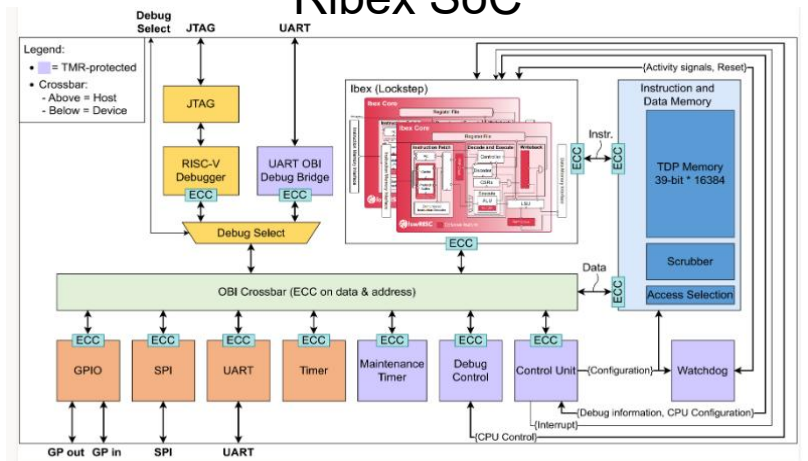 Ribex SoC
Debug
Select
JTAG
UART
Legend:
• = TMR-protected
• Crossbar:
- Above = Host
- Below = Device
{Activity signals, Reset}
Ibex (Lockstep)
Instruction and
Data Memory
JTAG
Ibex Core
Register File
Ibex Core
Register File
Instruction Fetch
Decode and Execute
Writeback
Controller
Decoder
CSRs
ALU
LSU
lowRISC
ECC
Instr.
ECC
TDP Memory
39-bit * 16384
RISC-V
Debugger
UART OBI
Debug Bridge
ECC
ECC
Debug Select
ECC
Scrubber
Data
OBI Crossbar (ECC on data & address)
ECC
Access Selection
ECC
ECC
ECC
ECC
ECC
ECC
GPIO
SPI
UART
Timer
Maintenance
Timer
Debug
Control
Control Unit
{Configuration}
Watchdog
{Debug information, CPU Configuration}
{Interrupt}
{CPU Control}
GP out
GP in
SPI
UART